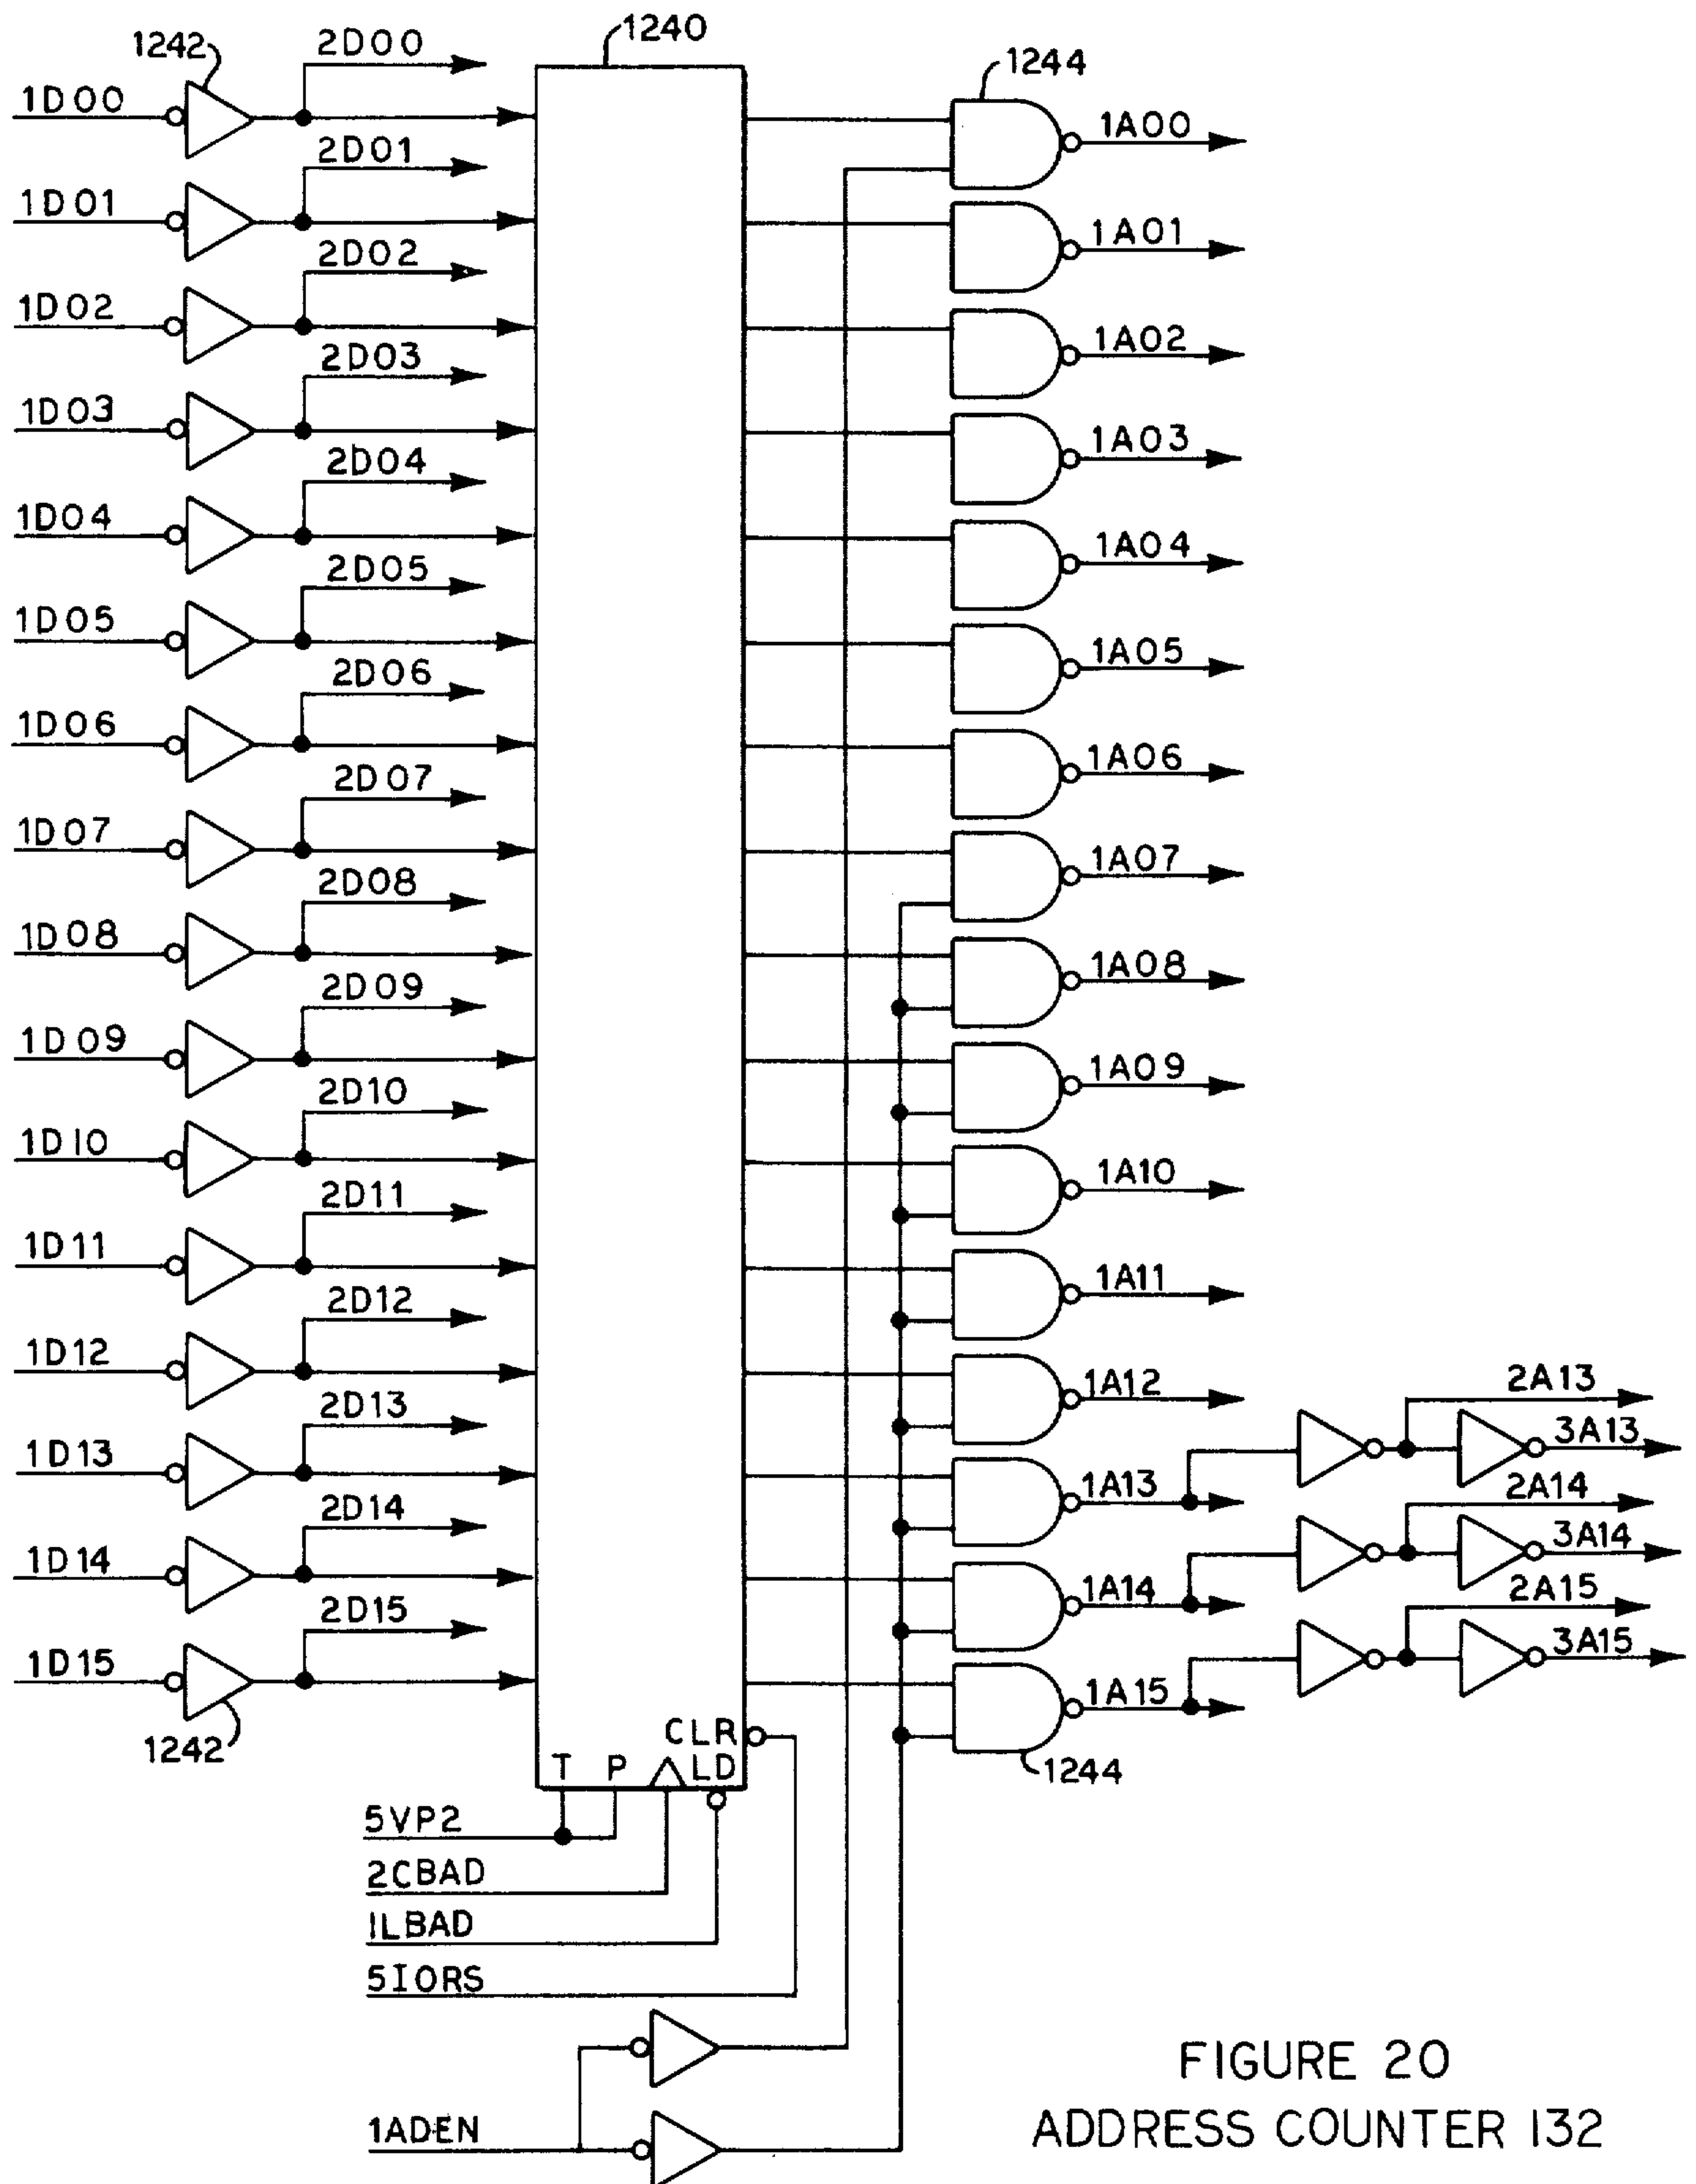 1242
2D00
1240
1244
1D00
1A00
2D01
1D01
1A01
2D02
1D02
1A02
2D03
1D03
1A03
2D04
1D04
1A04
2D05
1D05
1A05
2D06
1D06
1A06
2D07
1D07
1A07
2D08
1D08
1A08
2D09
1D09
1A09
2D10
1D10
1A10
2D11
1D11
1A11
2D12
1D12
1A12
2A13
2D13
3A13
1D13
1A13
2A14
2D14
3A14
1D14
1A14
2A15
2D15
3A15
1D15
1A15
1242
CLR
T P LD
1244
5VP2
2CBAD
1LBAD
5IORS
1ADEN
FIGURE 20
ADDRESS COUNTER 132